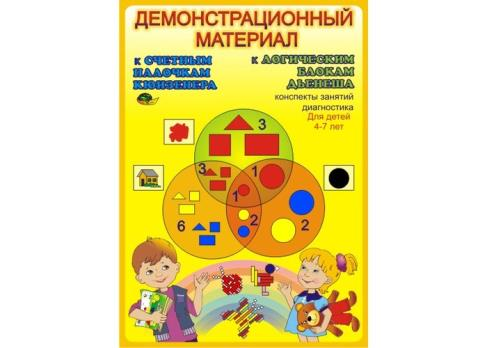 ДЕМОНСТРАЦИОННЫЙ
МАТЕРИАЛ
к СЧЕТНЫМ
ПАЛОЧКАМ
КЮИЗЕНЕРА
к ЛОГИЧЕСКИМ
БЛОКАМ
ДЬЕНЕША
конспекты занятий
диагностика
Для детей
4-7 лет
3
3
1
1
6
2
2